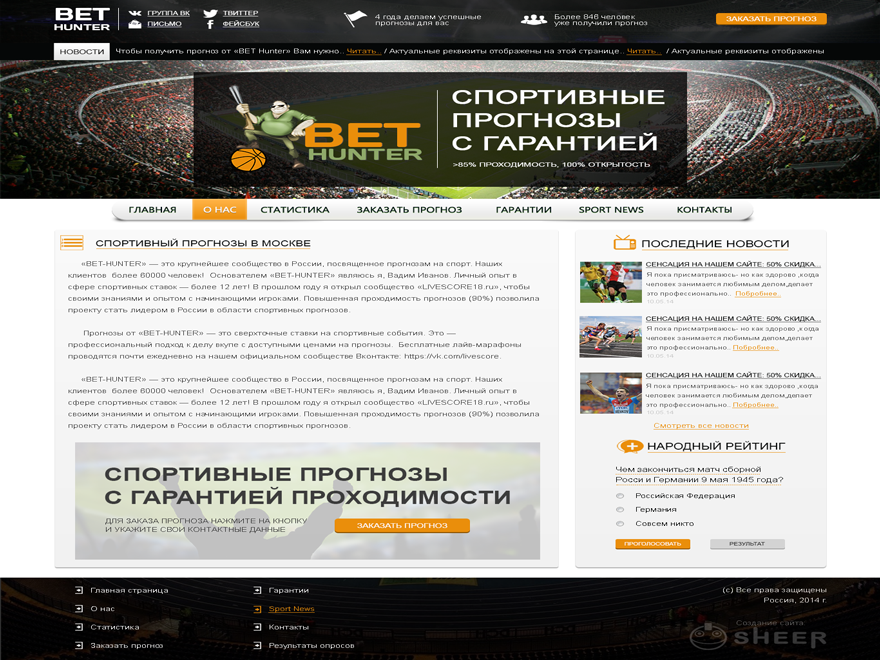 BET
HUNTER
ГРУППА ВК
ПИСЬМО
ТВИТТЕР
ФЕЙСБУК
4 года делаем успешные
прогнозы для вас
Более 846 человек
уже получили прогноз
ЗАКАЗАТЬ ПРОГНОЗ
НОВОСТИ
Чтобы получить прогноз от «BET Hunter» Вам нужно.. Читать... / Актуальные реквизиты отображены на этой странице.. Читать... / Актуальные реквизиты отображены
BET
HUNTER
СПОРТИВНЫЕ
ПРОГНОЗЫ
С ГАРАНТИЕЙ
>85% ПРОХОДИМОСТЬ, 100% ОТКРЫТОСТЬ
ГЛАВНАЯ
О НАС
СТАТИСТИКА
ЗАКАЗАТЬ ПРОГНОЗ
ГАРАНТИИ
SPORT NEWS
КОНТАКТЫ
СПОРТИВНЫЙ ПРОГНОЗЫ В МОСКВЕ
«BET-HUNTER» — это крупнейшее сообщество в России, посвященное прогнозам на спорт. Наших
клиентов более 60000 человек! Основателем «BET-HUNTER» являюсь я, Вадим Иванов. Личный опыт в
сфере спортивных ставок — более 12 лет! В прошлом году я открыл сообщество «LIVESCORE18.ru», чтобы
своими знаниями и опытом с начинающими игроками. Повышенная проходимость прогнозов (90%) позволила
проекту стать лидером в России в области спортивных прогнозов.
Прогнозы от «BET-HUNTER» — это сверхточные ставки на спортивные события. Это —
профессиональный подход к делу вкупе с доступными ценами на прогнозы. Бесплатные лайв-марафоны
проводятся почти ежедневно на нашем официальном сообществе Вконтакте: https://vk.com/livescore.
«BET-HUNTER» — это крупнейшее сообщество в России, посвященное прогнозам на спорт. Наших
клиентов более 60000 человек! Основателем «BET-HUNTER» являюсь я, Вадим Иванов. Личный опыт в
сфере спортивных ставок — более 12 лет! В прошлом году я открыл сообщество «LIVESCORE18.ru», чтобы
своими знаниями и опытом с начинающими игроками. Повышенная проходимость прогнозов (90%) позволила
проекту стать лидером в России в области спортивных прогнозов.
СПОРТИВНЫЕ ПРОГНОЗЫ
С ГАРАНТИЕЙ ПРОХОДИМОСТИ
ДЛЯ ЗАКАЗА ПРОГНОЗА НАЖМИТЕ НА КНОПКУ
И УКАЖИТЕ СВОИ КОНТАКТНЫЕ ДАННЫЕ
ЗАКАЗАТЬ ПРОГНОЗ
ПОСЛЕДНИЕ НОВОСТИ
СЕНСАЦИЯ НА НАШЕМ САЙТЕ: 50% СКИДКА...
Я пока присматриваюсь- но как здорово ,когда
человек занимается любимым делом,делает
это профессионально.. Побробнее..
10.05.14
СЕНСАЦИЯ НА НАШЕМ САЙТЕ: 50% СКИДКА...
Я пока присматриваюсь- но как здорово ,когда
человек занимается любимым делом,делает
это профессионально.. Побробнее..
10.05.14
СЕНСАЦИЯ НА НАШЕМ САЙТЕ: 50% СКИДКА...
Я пока присматриваюсь- но как здорово ,когда
человек занимается любимым делом,делает
это профессионально.. Побробнее..
10.05.14
Смотреть все новости
НАРОДНЫЙ РЕЙТИНГ
Чем закончиться матч сборной
Росси и Германии 9 мая 1945 года?
Российская Федерация
Германия
Совсем никто
ПРОГОЛОСОВАТЬ
РЕЗУЛЬТАТ
Главная страница
О нас
Статистика
Заказать прогноз
Гарантии
Sport News
Контакты
Результаты опросов
(с) Все права защищены
Россия, 2014 г.
Создание сайта
SHEER